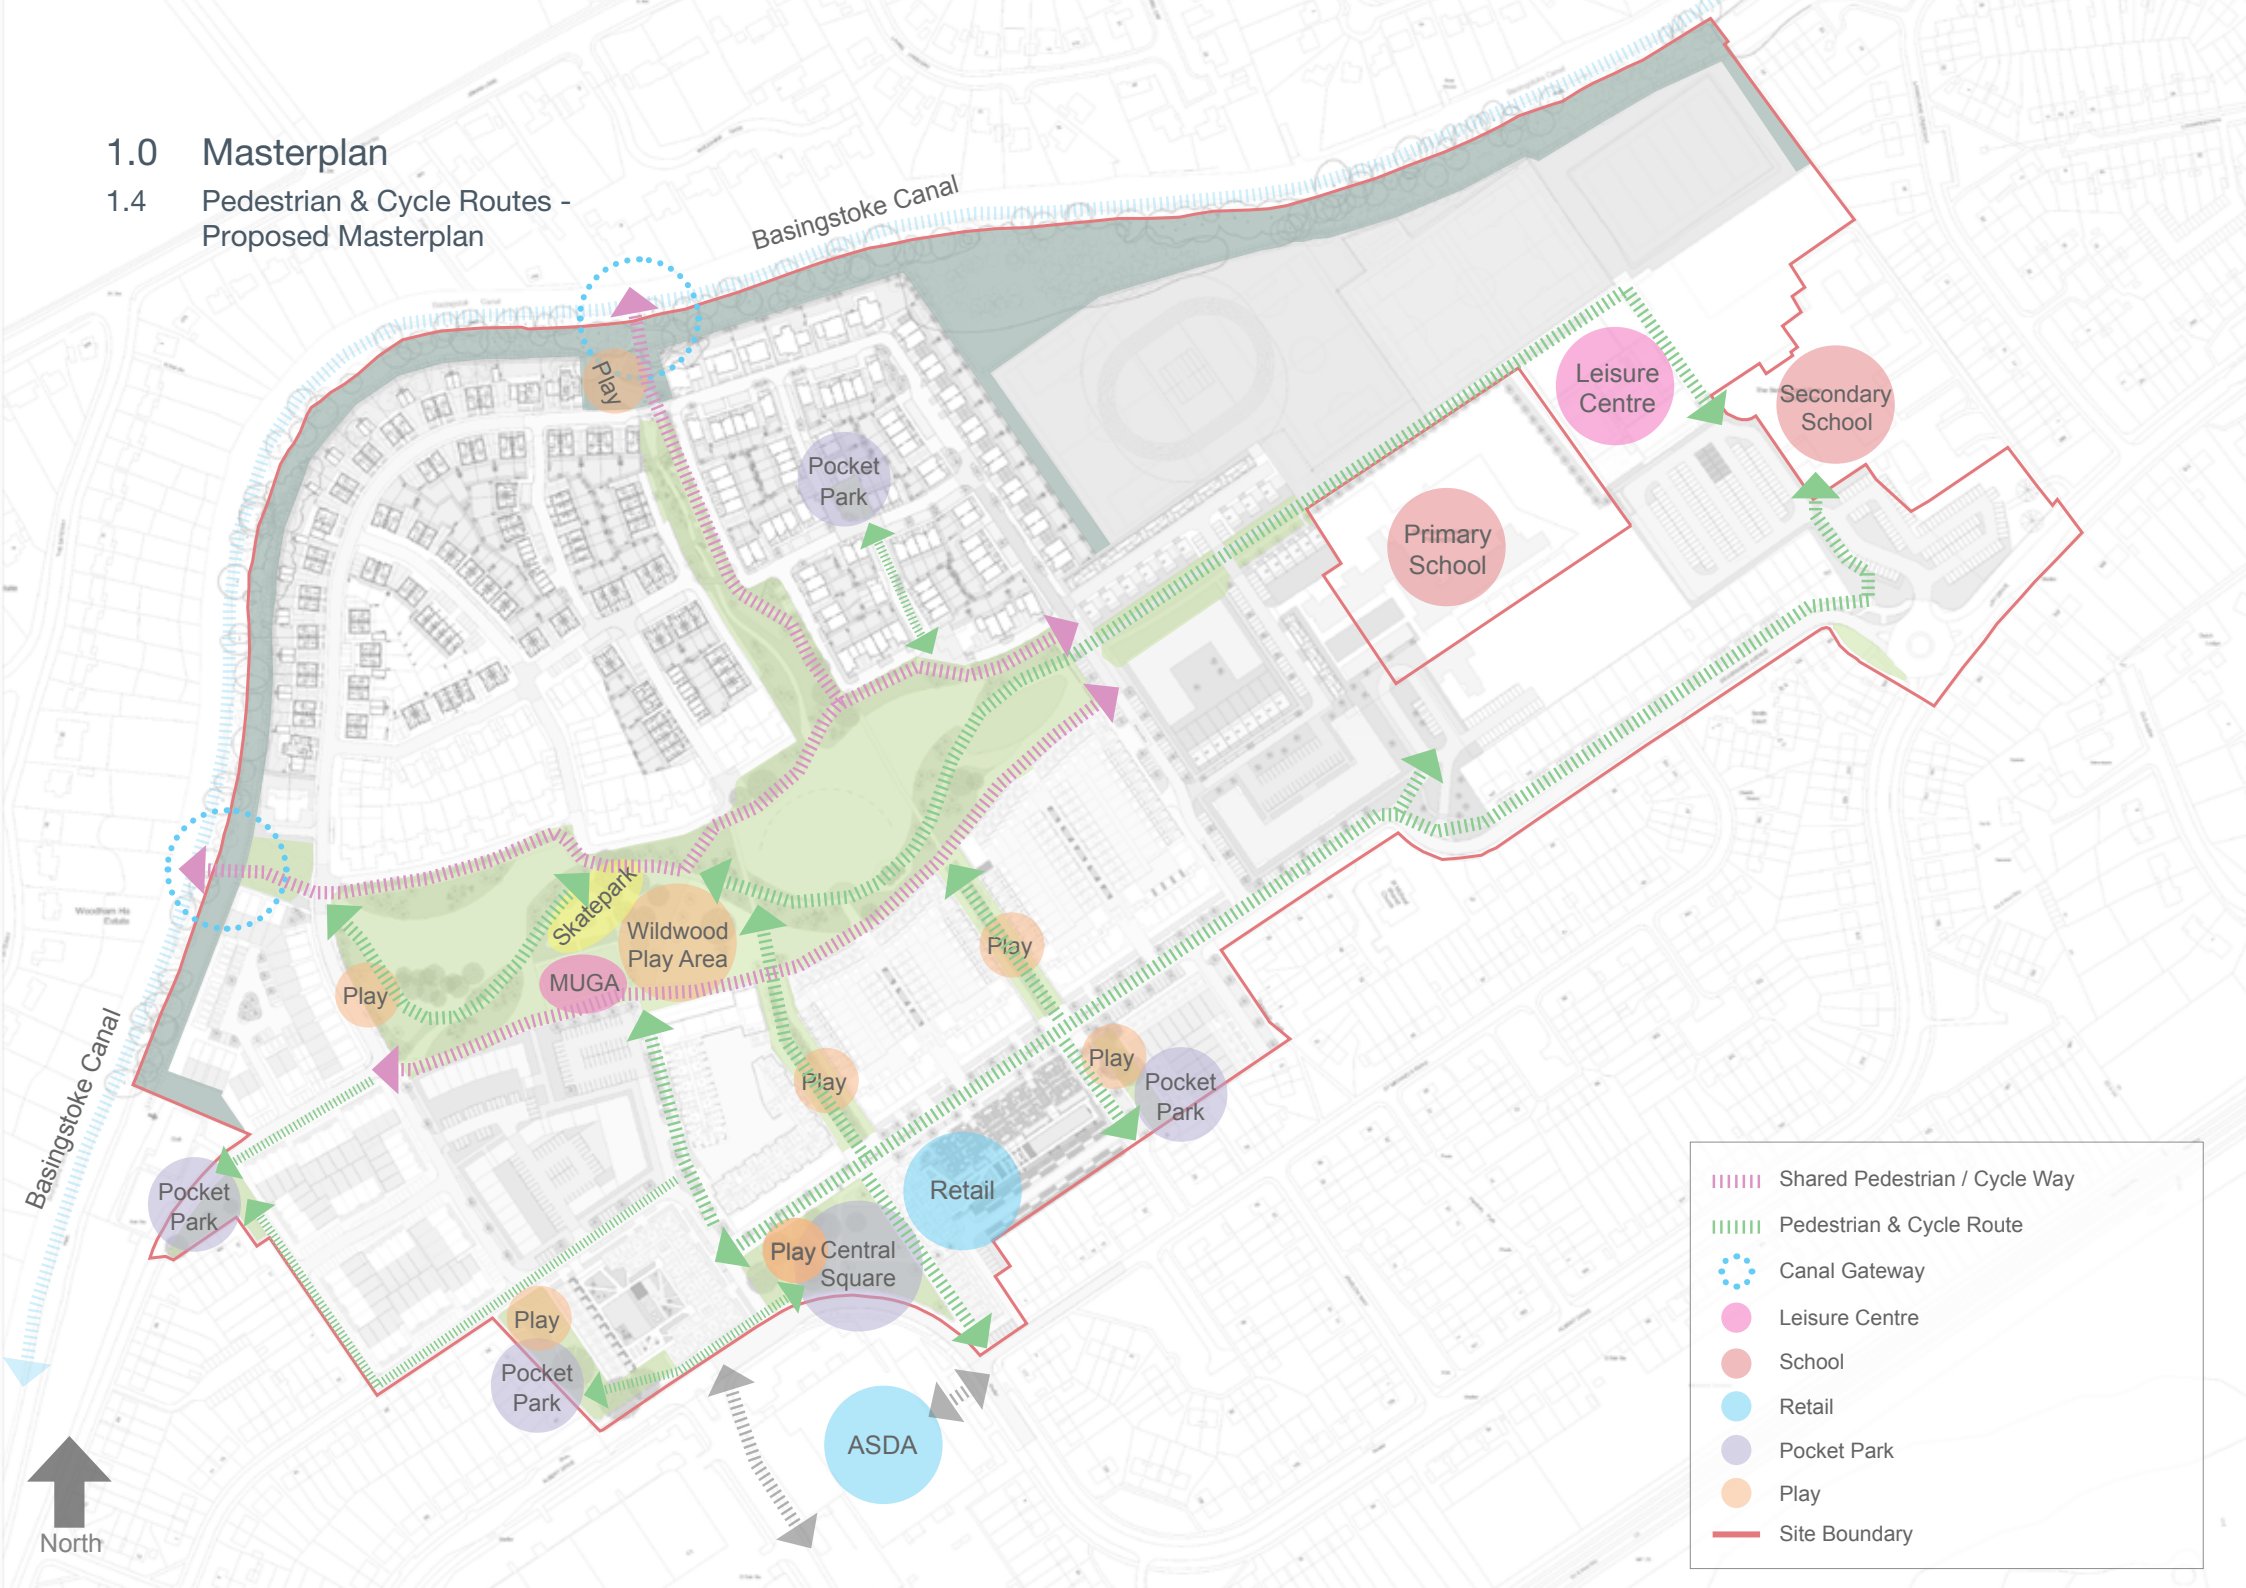 1.0 Masterplan
1.4 Pedestrian & Cycle Routes -
Proposed Masterplan
Basingstoke Canal
Play
Pocket
Park
Leisure
Centre
Secondary
School
Primary
School
Skatepark
Wildwood
Play Area
MUGA
Play
Play
Play
Play
Pocket
Park
Basingstoke Canal
Pocket
Park
Retail
Play
Central
Square
Play
Pocket
Park
ASDA
North
Woodham Ha
Estate
Shared Pedestrian / Cycle Way
Pedestrian & Cycle Route
Canal Gateway
Leisure Centre
School
Retail
Pocket Park
Play
Site Boundary